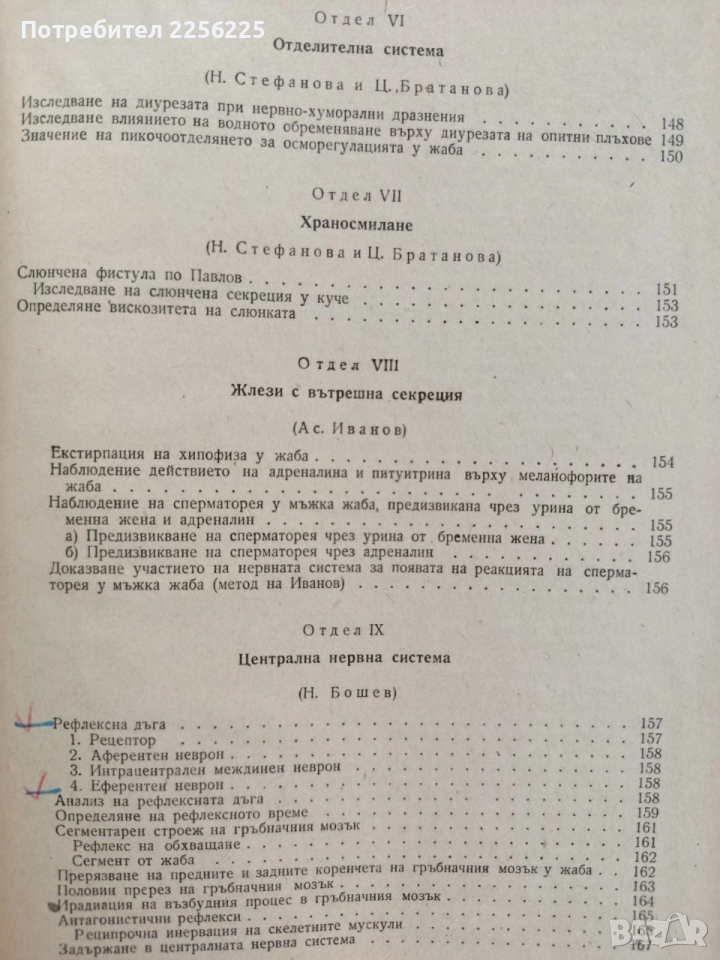 Потребител 2256225
Отдел VI
Отделителна система
(Н. Стефанова и Ц. Братанова)
Изследване на диурезата при нервно-хуморални дразнения . . . . . . . . . . . 148
Изследване влиянието на водното обременяване върху диурезата на опитни плъхове 149
Значение на пикочоотделянето за осморегулацията у жаба . . . . . . . . . . . 150
Отдел VII
Храносмилане
(Н. Стефанова и Ц. Братанова)
Слюнчена фистула по Павлов . . . . . . . . . . . 151
Изследване на слюнчена секреция у куче . . . . . . . . . . . 153
Определяне вискозитета на слюнката . . . . . . . . . . . 153
Отдел VIII
Жлези с вътрешна секреция
(Ас. Иванов)
Екстирпация на хипофиза у жаба . . . . . . . . . . . 154
Наблюдение действието на адреналина и питуитрина върху меланофорите на
жаба . . . . . . . . . . . 155
Наблюдение на сперматорея у мъжка жаба, предизвикана чрез урина от бре-
менна жена и адреналин . . . . . . . . . . . 155
а) Предизвикване на сперматорея чрез урина от бременна жена . . . . . . 155
б) Предизвикване на сперматорея чрез адреналин . . . . . . . . . . . 156
Доказване участието на нервната система за появата на реакцията на сперма-
торея у мъжка жаба (метод на Иванов) . . . . . . . . . . . 156
Отдел IX
Централна нервна система
(Н. Бошев)
Рефлексна дъга . . . . . . . . . . . 157
1. Рецептор . . . . . . . . . . . 157
2. Аферентен неврон . . . . . . . . . . . 158
3. Интрацентрален междинен неврон . . . . . . . . . . . 158
4. Еферентен неврон . . . . . . . . . . . 158
Анализ на рефлексната дъга . . . . . . . . . . . 158
Определяне на рефлексното време . . . . . . . . . . . 159
Сегментарен строеж на гръбначния мозък . . . . . . . . . . . 161
Рефлекс на обхващане . . . . . . . . . . . 161
Сегмент от жаба . . . . . . . . . . . 162
Прерязване на предните и задните коренчета на гръбначния мозък у жаба . . 162
Половин пререз на гръбначния мозък . . . . . . . . . . . 163
Ирадиация на възбудния процес в гръбначния мозък . . . . . . . . . . . 164
Антагонистични рефлекси . . . . . . . . . . . 165
Реципрочна инервация на скелетните мускули . . . . . . . . . . . 165
Задържане в централната нервна система . . . . . . . . . . . 167
БАZАР